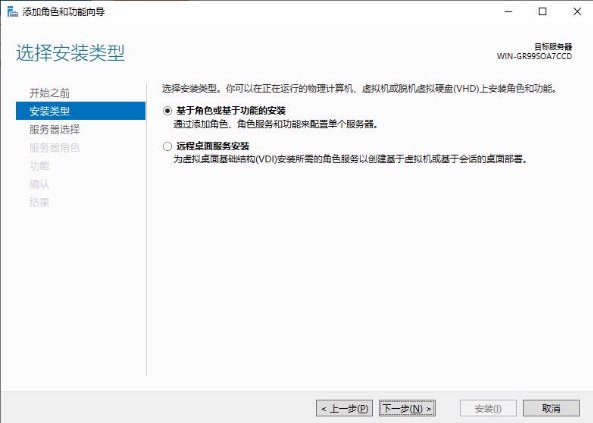 添加角色和功能向导
选择安装类型
目标服务器
WIN-GR99SOA7CCD
开始之前
安装类型
服务器选择
服务器角色
功能
确认
结果
选择安装类型。你可以在正在运行的物理计算机、虚拟机或脱机虚拟硬盘(VHD)上安装角色和功能。
基于角色或基于功能的安装
通过添加角色、角色服务和功能来配置单个服务器。
远程桌面服务安装
为虚拟桌面基础结构(VDI)安装所需的角色服务以创建基于虚拟机或基于会话的桌面部署。
< 上一步(P) 下一步(N) > 安装(I) 取消